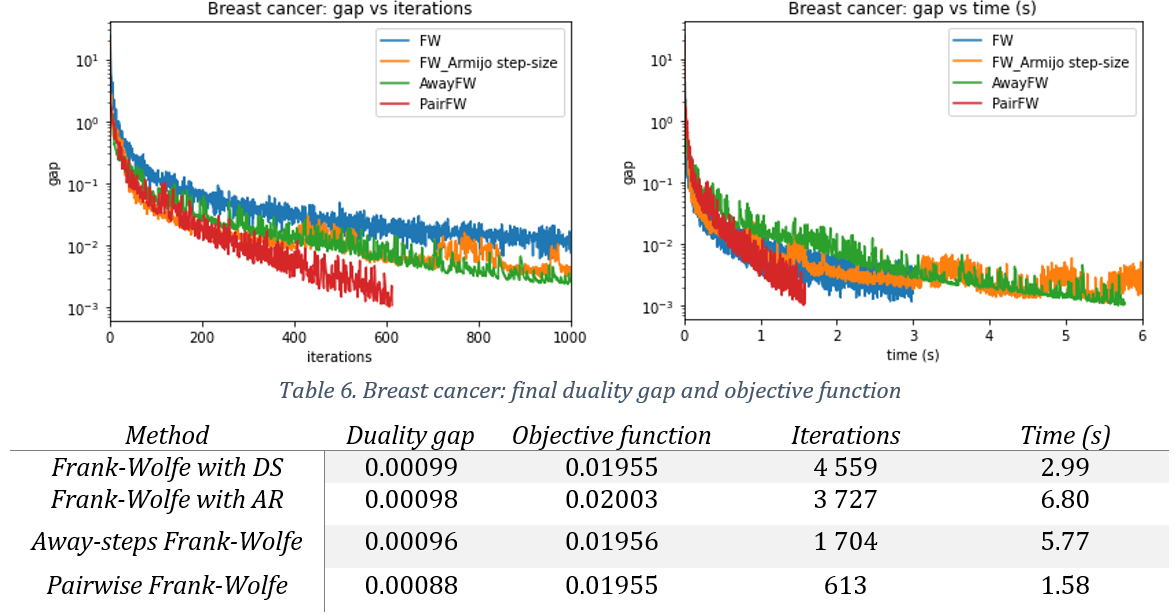 Breast cancer: gap vs iterations
gap
10¹
10⁰
10⁻¹
10⁻²
10⁻³
FW
FW_Armijo step-size
AwayFW
PairFW
0 200 400 600 800 1000
iterations
Breast cancer: gap vs time (s)
gap
10¹
10⁰
10⁻¹
10⁻²
10⁻³
FW
FW_Armijo step-size
AwayFW
PairFW
0 1 2 3 4 5 6
time (s)
Table 6. Breast cancer: final duality gap and objective function
Method Duality gap Objective function Iterations Time (s)
Frank-Wolfe with DS 0.00099 0.01955 4 559 2.99
Frank-Wolfe with AR 0.00098 0.02003 3 727 6.80
Away-steps Frank-Wolfe 0.00096 0.01956 1 704 5.77
Pairwise Frank-Wolfe 0.00088 0.01955 613 1.58